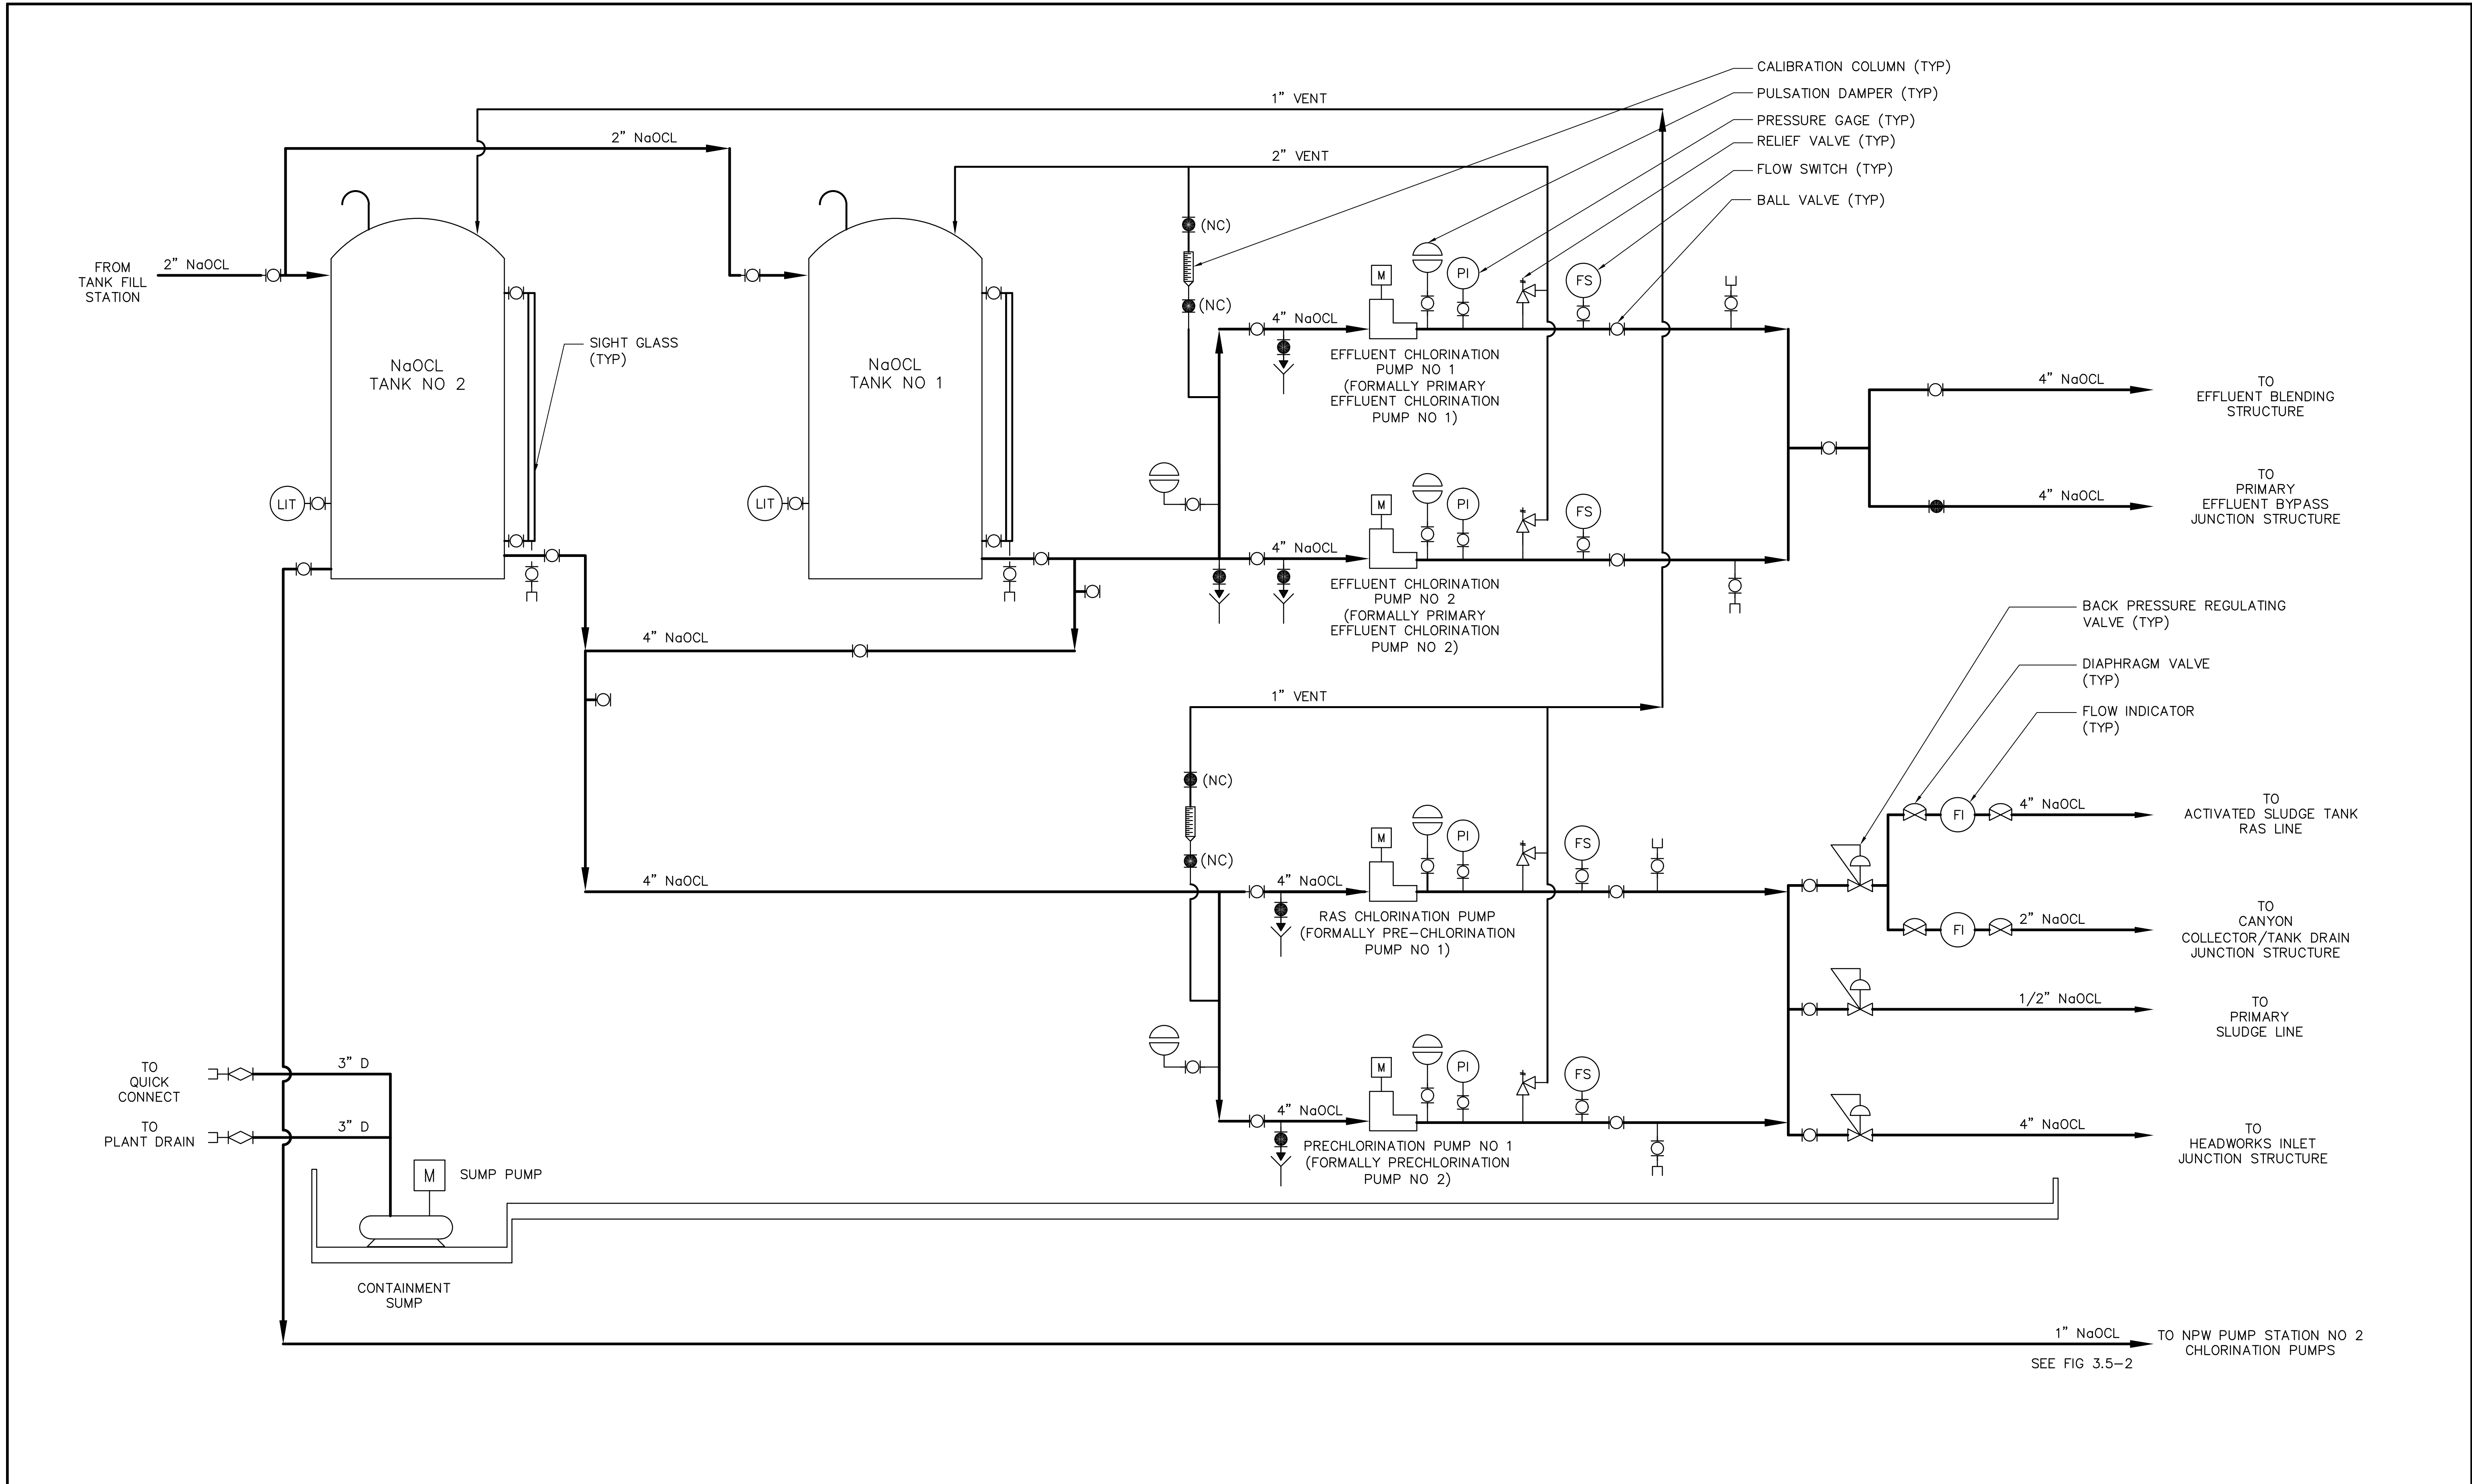 CALIBRATION COLUMN (TYP)
PULSATION DAMPER (TYP)
PRESSURE GAGE (TYP)
RELIEF VALVE (TYP)
FLOW SWITCH (TYP)
BALL VALVE (TYP)
1" VENT
2" NaOCL
2" VENT
(NC)
(NC)
FROM
TANK FILL
STATION
2" NaOCL
SIGHT GLASS
(TYP)
NaOCL
TANK NO 2
NaOCL
TANK NO 1
LIT
LIT
M
PI
FS
4" NaOCL
EFFLUENT CHLORINATION
PUMP NO 1
(FORMALLY PRIMARY
EFFLUENT CHLORINATION
PUMP NO 1)
4" NaOCL
TO
EFFLUENT BLENDING
STRUCTURE
4" NaOCL
TO
PRIMARY
EFFLUENT BYPASS
JUNCTION STRUCTURE
M
PI
FS
4" NaOCL
EFFLUENT CHLORINATION
PUMP NO 2
(FORMALLY PRIMARY
EFFLUENT CHLORINATION
PUMP NO 2)
4" NaOCL
BACK PRESSURE REGULATING
VALVE (TYP)
DIAPHRAGM VALVE
(TYP)
FLOW INDICATOR
(TYP)
1" VENT
(NC)
(NC)
4" NaOCL
M
PI
FS
4" NaOCL
RAS CHLORINATION PUMP
(FORMALLY PRE-CHLORINATION
PUMP NO 1)
FI
4" NaOCL
TO
ACTIVATED SLUDGE TANK
RAS LINE
FI
2" NaOCL
TO
CANYON
COLLECTOR/TANK DRAIN
JUNCTION STRUCTURE
1/2" NaOCL
TO
PRIMARY
SLUDGE LINE
M
PI
FS
4" NaOCL
PRECHLORINATION PUMP NO 1
(FORMALLY PRECHLORINATION
PUMP NO 2)
4" NaOCL
TO
HEADWORKS INLET
JUNCTION STRUCTURE
TO
QUICK
CONNECT
3" D
TO
PLANT DRAIN
3" D
M
SUMP PUMP
CONTAINMENT
SUMP
1" NaOCL
TO NPW PUMP STATION NO 2
CHLORINATION PUMPS
SEE FIG 3.5-2